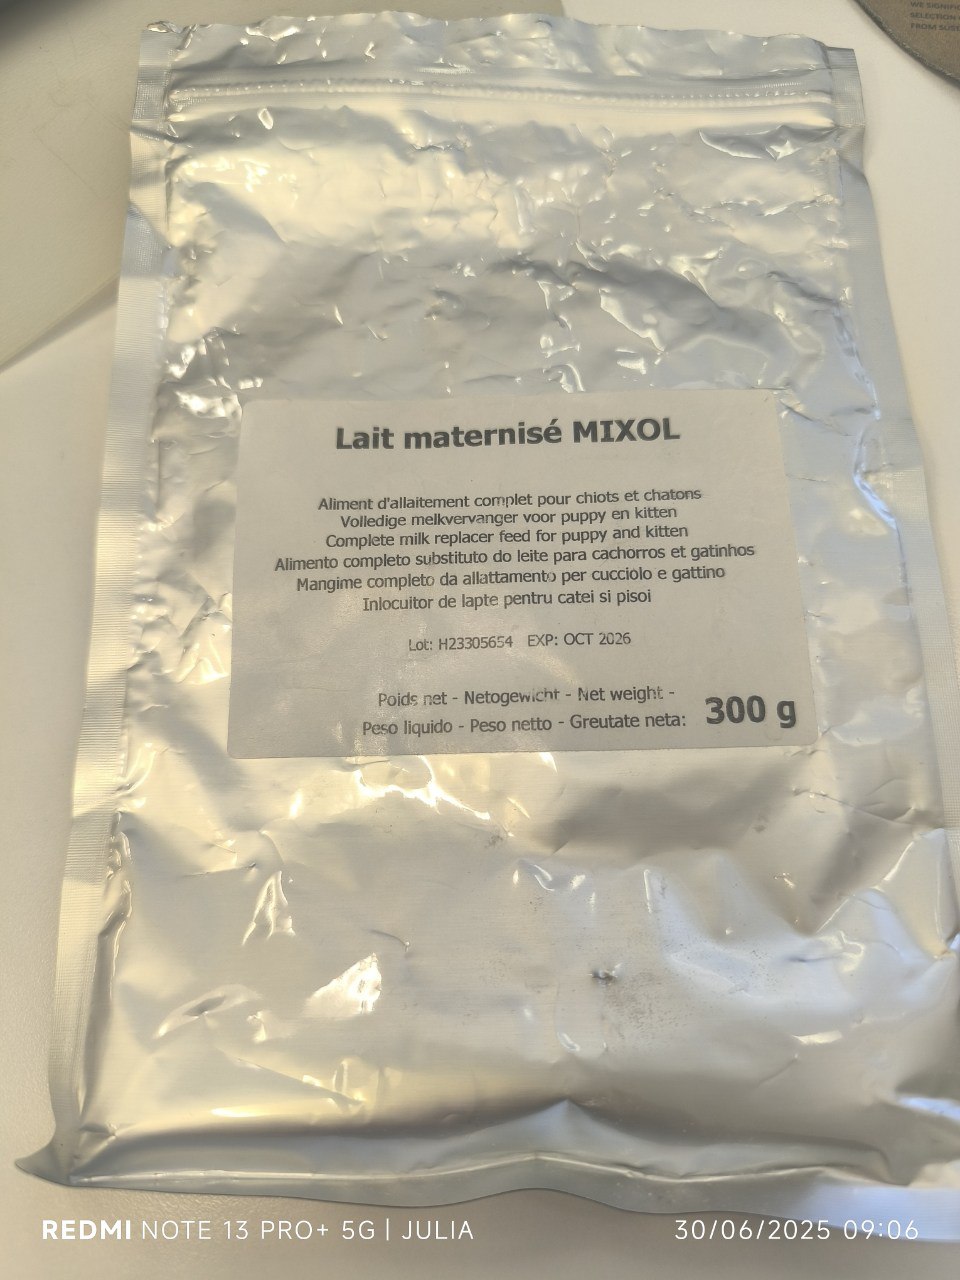 WE SIGNIFIC
SELECTION
Lait maternisé MIXOL
Aliment d'allaitement complet pour chiots et chatons
Volledige melkvervanger voor puppy en kitten
Complete milk replacer feed for puppy and kitten
Alimento completo substituto do leite para cachorros et gatinhos
Mangime completo da allattamento per cucciolo e gattino
Inlocuitor de lapte pentru catei si pisoi
Lot: H23305654 EXP: OCT 2026
Poids net - Netogewicht - Net weight -
Peso liquido - Peso netto - Greutate neta: 300 g
REDMI NOTE 13 PRO+ 5G | JULIA
30/06/2025 09:06